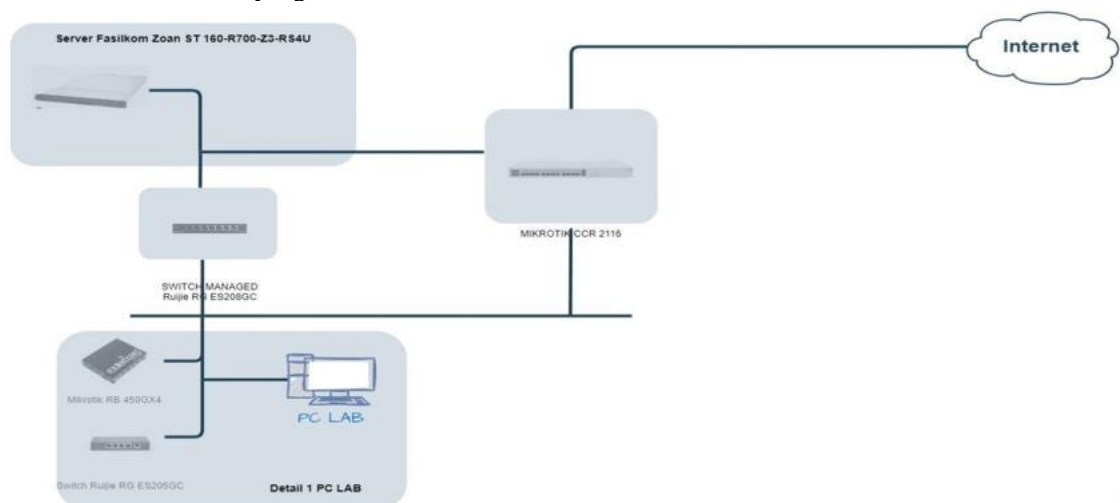 Server Fasilkom Zoan ST 160-R700-Z3-RS4U
Internet
MIKROTIK CCR 2116
SWITCH MANAGED
Ruijie RG ES208GC
Mikrotik RB 450GX4
PC LAB
Switch Ruijie RG ES205GC
Detail 1 PC LAB